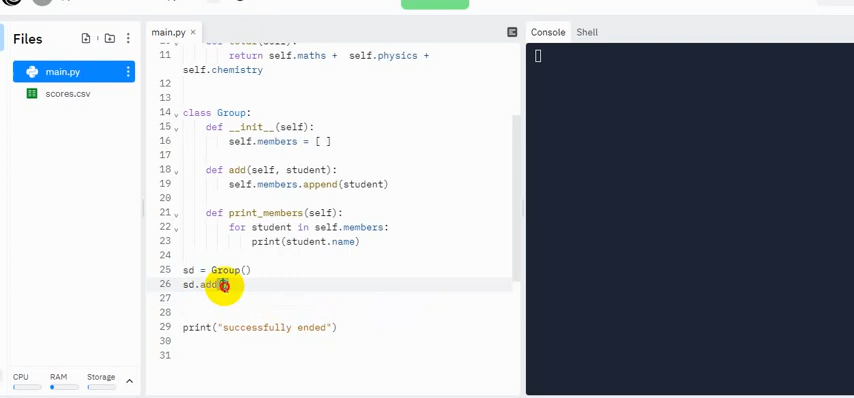 Files
main.py
scores.csv
CPU RAM Storage
main.py ×
11 return self.maths + self.physics +
self.chemistry
12
13
14 class Group:
15 def __init__(self):
16 self.members = [ ]
17
18 def add(self, student):
19 self.members.append(student)
20
21 def print_members(self):
22 for student in self.members:
23 print(student.name)
24
25 sd = Group()
26 sd.add
27
28
29 print("successfully ended")
30
31
Console Shell